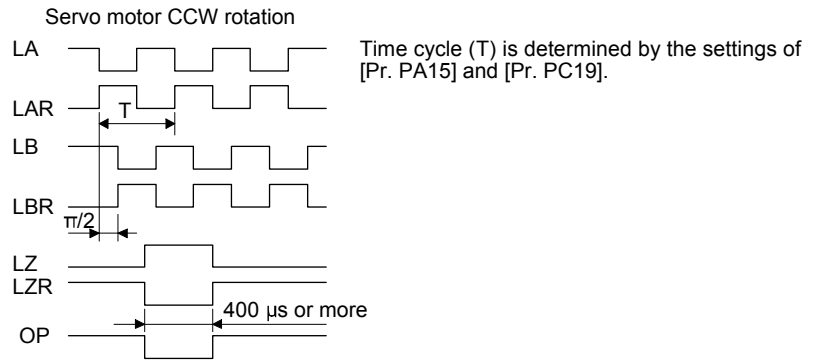 Servo motor CCW rotation
LA
Time cycle (T) is determined by the settings of
[Pr. PA15] and [Pr. PC19].
LAR
T
LB
LBR
π/2
LZ
LZR
400 μs or more
OP